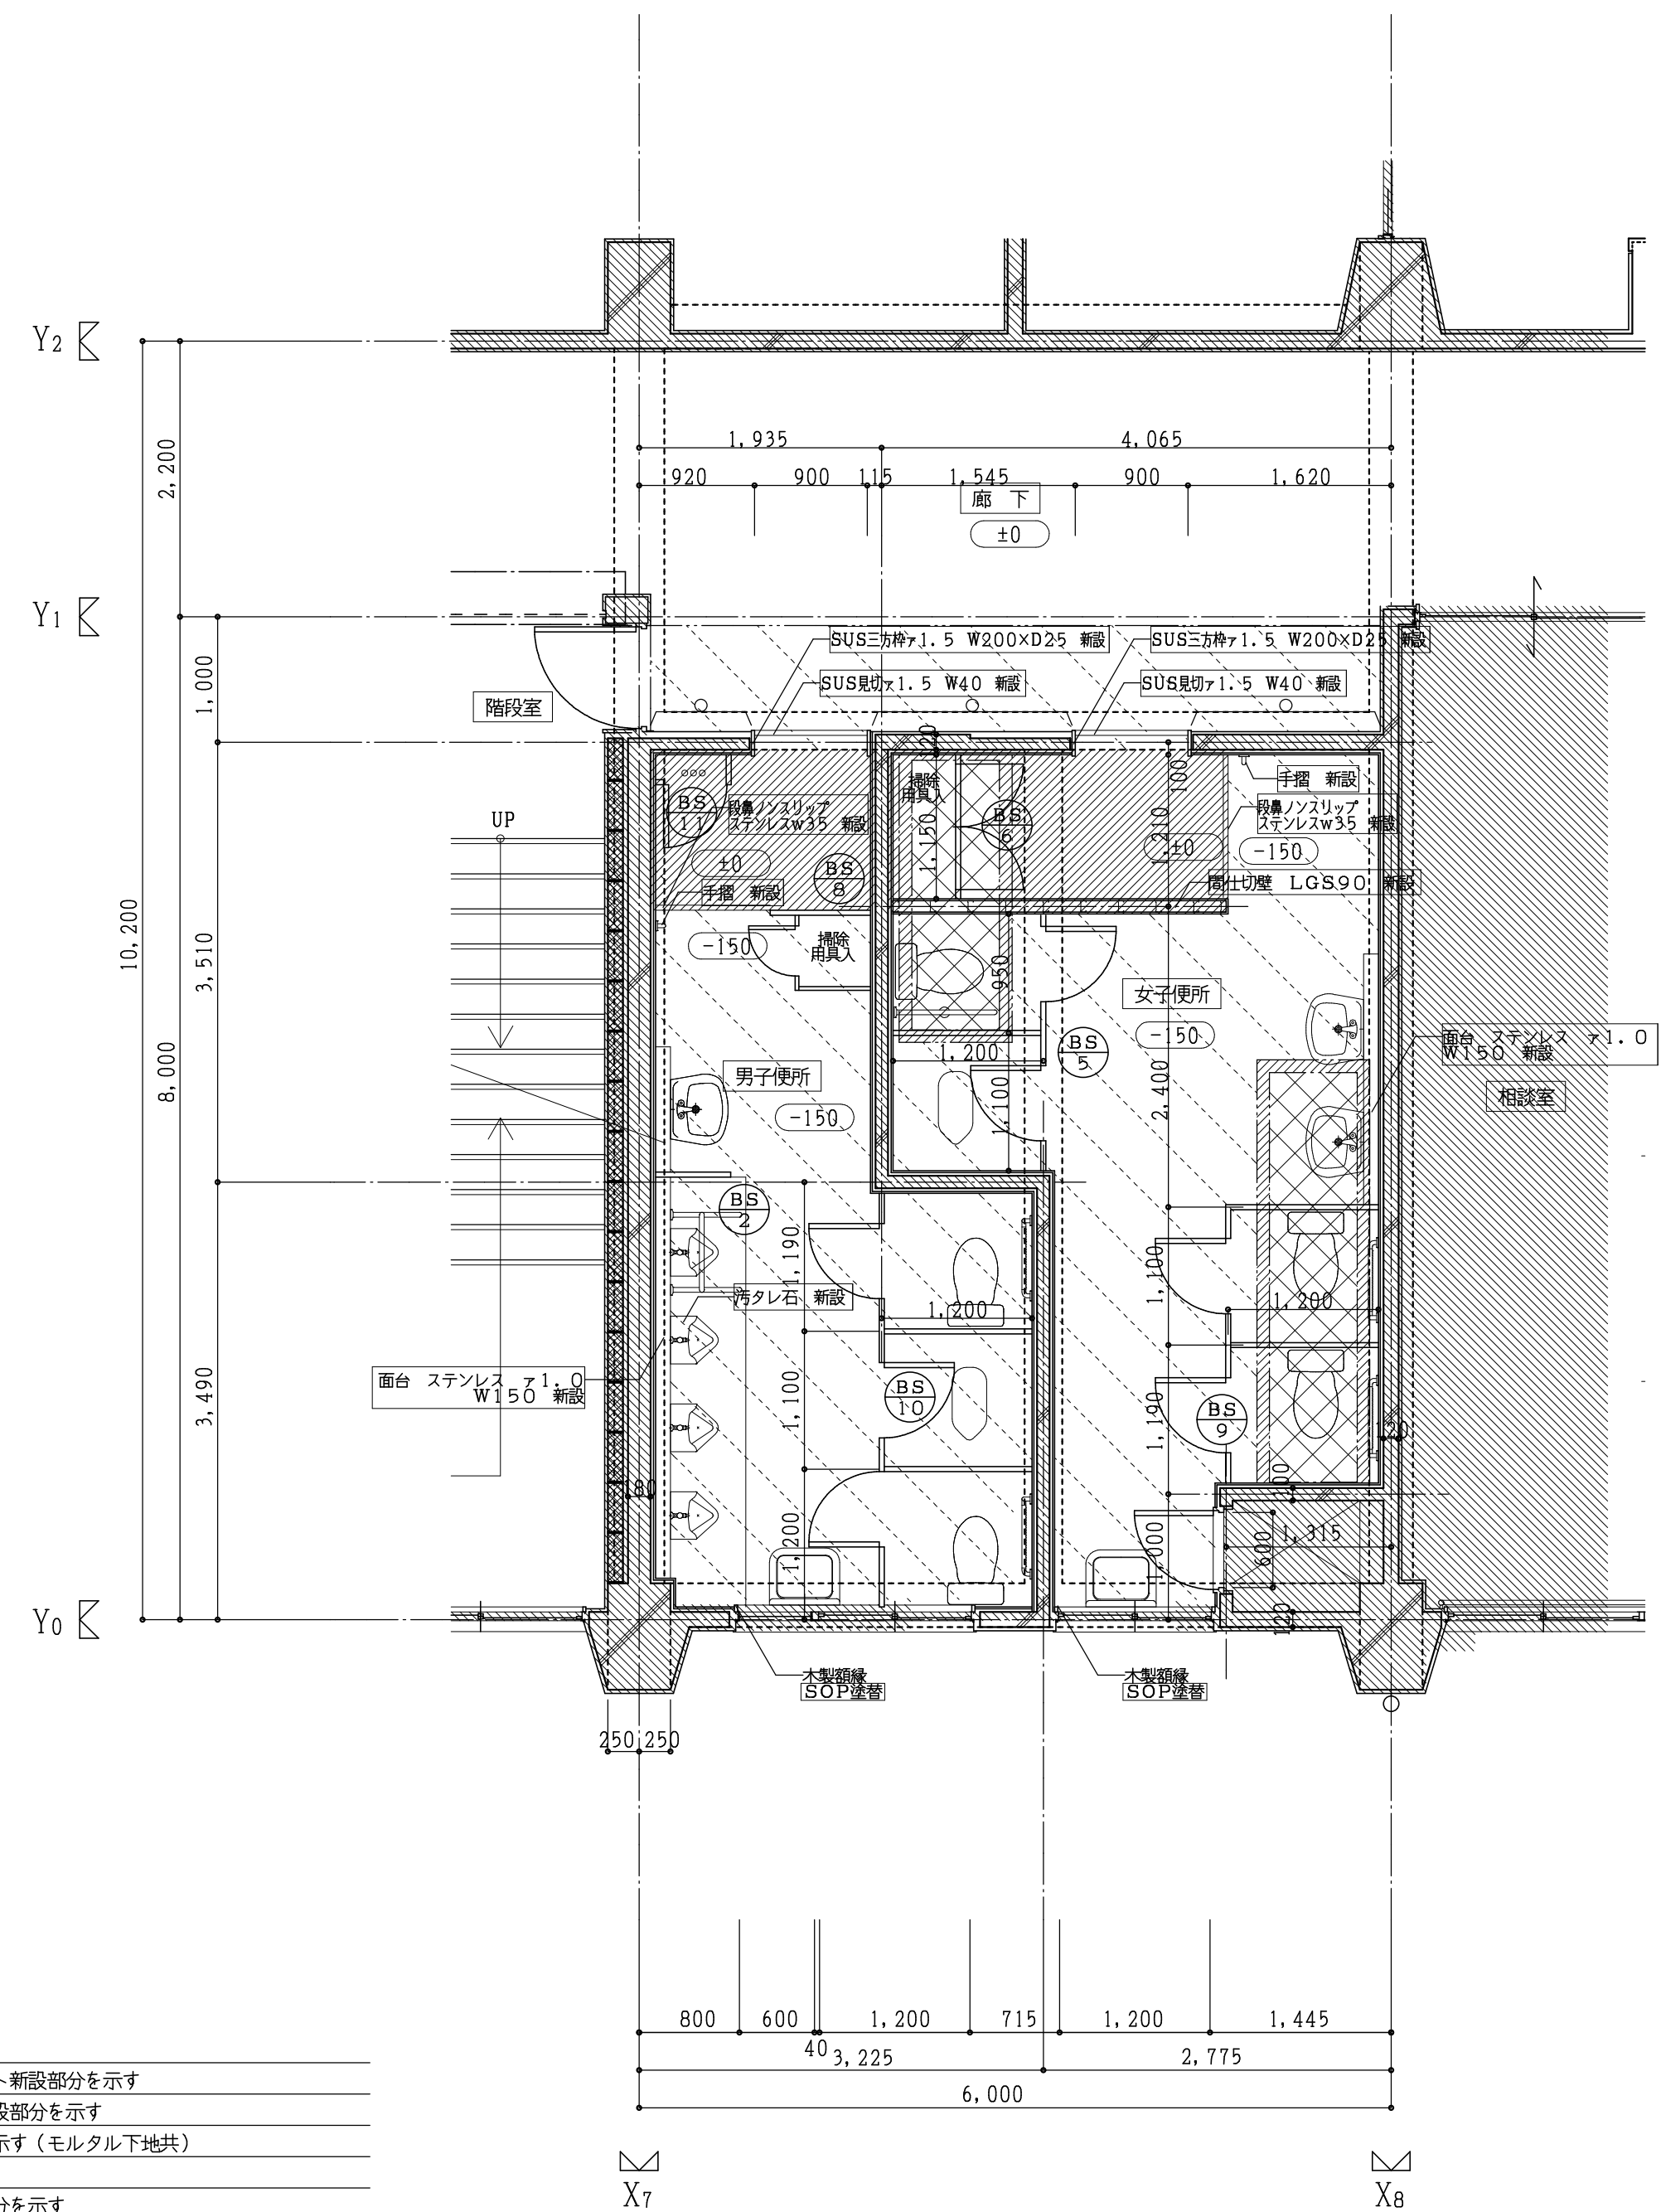 Y2
2,200
1,935
4,065
920
900
115
1,545
900
1,620
廊 下
±0
Y1
1,000
SUS三方枠ァ1.5 W200×D25 新設
SUS三方枠ァ1.5 W200×D25 新設
SUS見切ァ1.5 W40 新設
SUS見切ァ1.5 W40 新設
階段室
120
100
手摺 新設
掃除
用具入
BS
11
段鼻ノンスリップ
ステンレスw35 新設
BS
6
段鼻ノンスリップ
ステンレスw35 新設
UP
1,150
1,210
±0
±0
-150
BS
8
手摺 新設
間仕切壁 LGS90 新設
10,200
3,510
-150
掃除
用具入
950
女子便所
-150
BS
5
面台 ステンレス ァ1.0
W150 新設
8,000
1,200
男子便所
-150
1,100
2,400
相談室
BS
2
1,190
1,100
汚タレ石 新設
1,200
1,200
面台 ステンレス ァ1.0
W150 新設
3,490
1,100
BS
10
1,190
BS
9
120
180
100
1,200
1,000
600
1,315
Y0
120
木製額縁
SOP塗替
木製額縁
SOP塗替
250
250
800
600
1,200
715
1,200
1,445
40
3,225
2,775
6,000
新設部分を示す
部分を示す
示す(モルタル下地共)
を示す
X7
X8